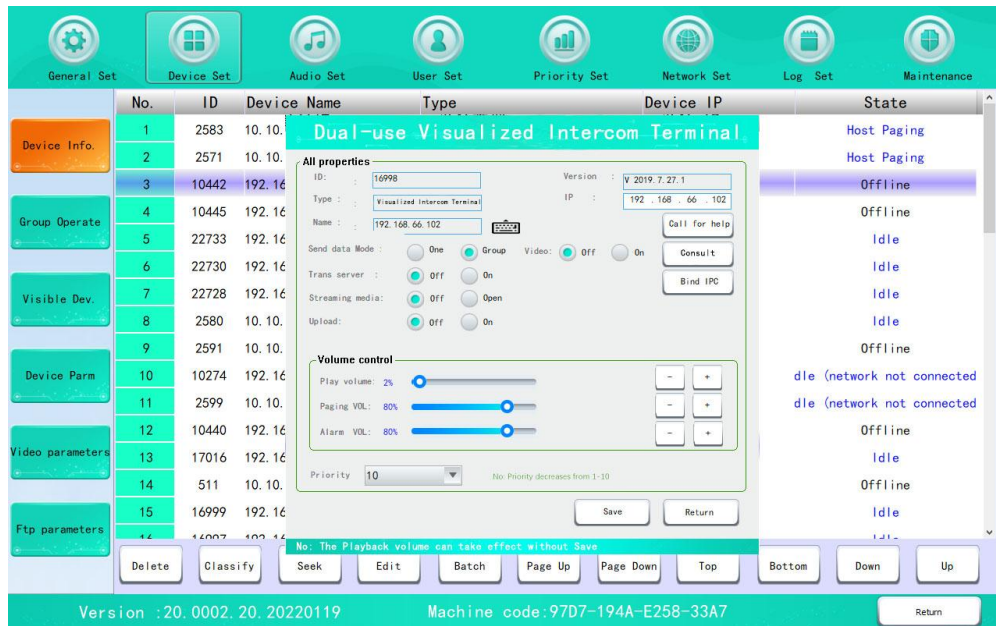 General Set Device Set Audio Set User Set Priority Set Network Set Log Set Maintenance
No. ID Device Name Type Device IP State
Device Info.
Group Operate
Visible Dev.
Device Parm
Video parameters
Ftp parameters
1 2583 10. 10. Host Paging
2 2571 10. 10. Host Paging
3 10442 192. 16 Offline
4 10445 192. 16 Offline
5 22733 192. 16 Idle
6 22730 192. 16 Idle
7 22728 192. 16 Idle
8 2580 10. 10. Idle
9 2591 10. 10. Offline
10 10274 192. 16 dle (network not connected
11 2599 10. 10. dle (network not connected
12 10440 192. 16 Offline
13 17016 192. 16 Idle
14 511 10. 10. Offline
15 16999 192. 16 Idle
Dual-use Visualized Intercom Terminal
All properties
ID: : 16998 Version : V 2019. 7. 27. 1
Type : : Visualized Intercom Terminal IP : 192 . 168 . 66 . 102
Name : : 192. 168. 66. 102 Call for help
Send data Mode : One Group Video: Off On Consult
Trans server : Off On Bind IPC
Streaming media: Off Open
Upload: Off On
Volume control
Play volume: 2% - +
Paging VOL: 80% - +
Alarm VOL: 80% - +
Priority 10 No: Priority decreases from 1-10
Save Return
No: The Playback volume can take effect without Save
Delete Classify Seek Edit Batch Page Up Page Down Top Bottom Down Up
Version :20. 0002. 20. 20220119 Machine code:97D7-194A-E258-33A7 Return